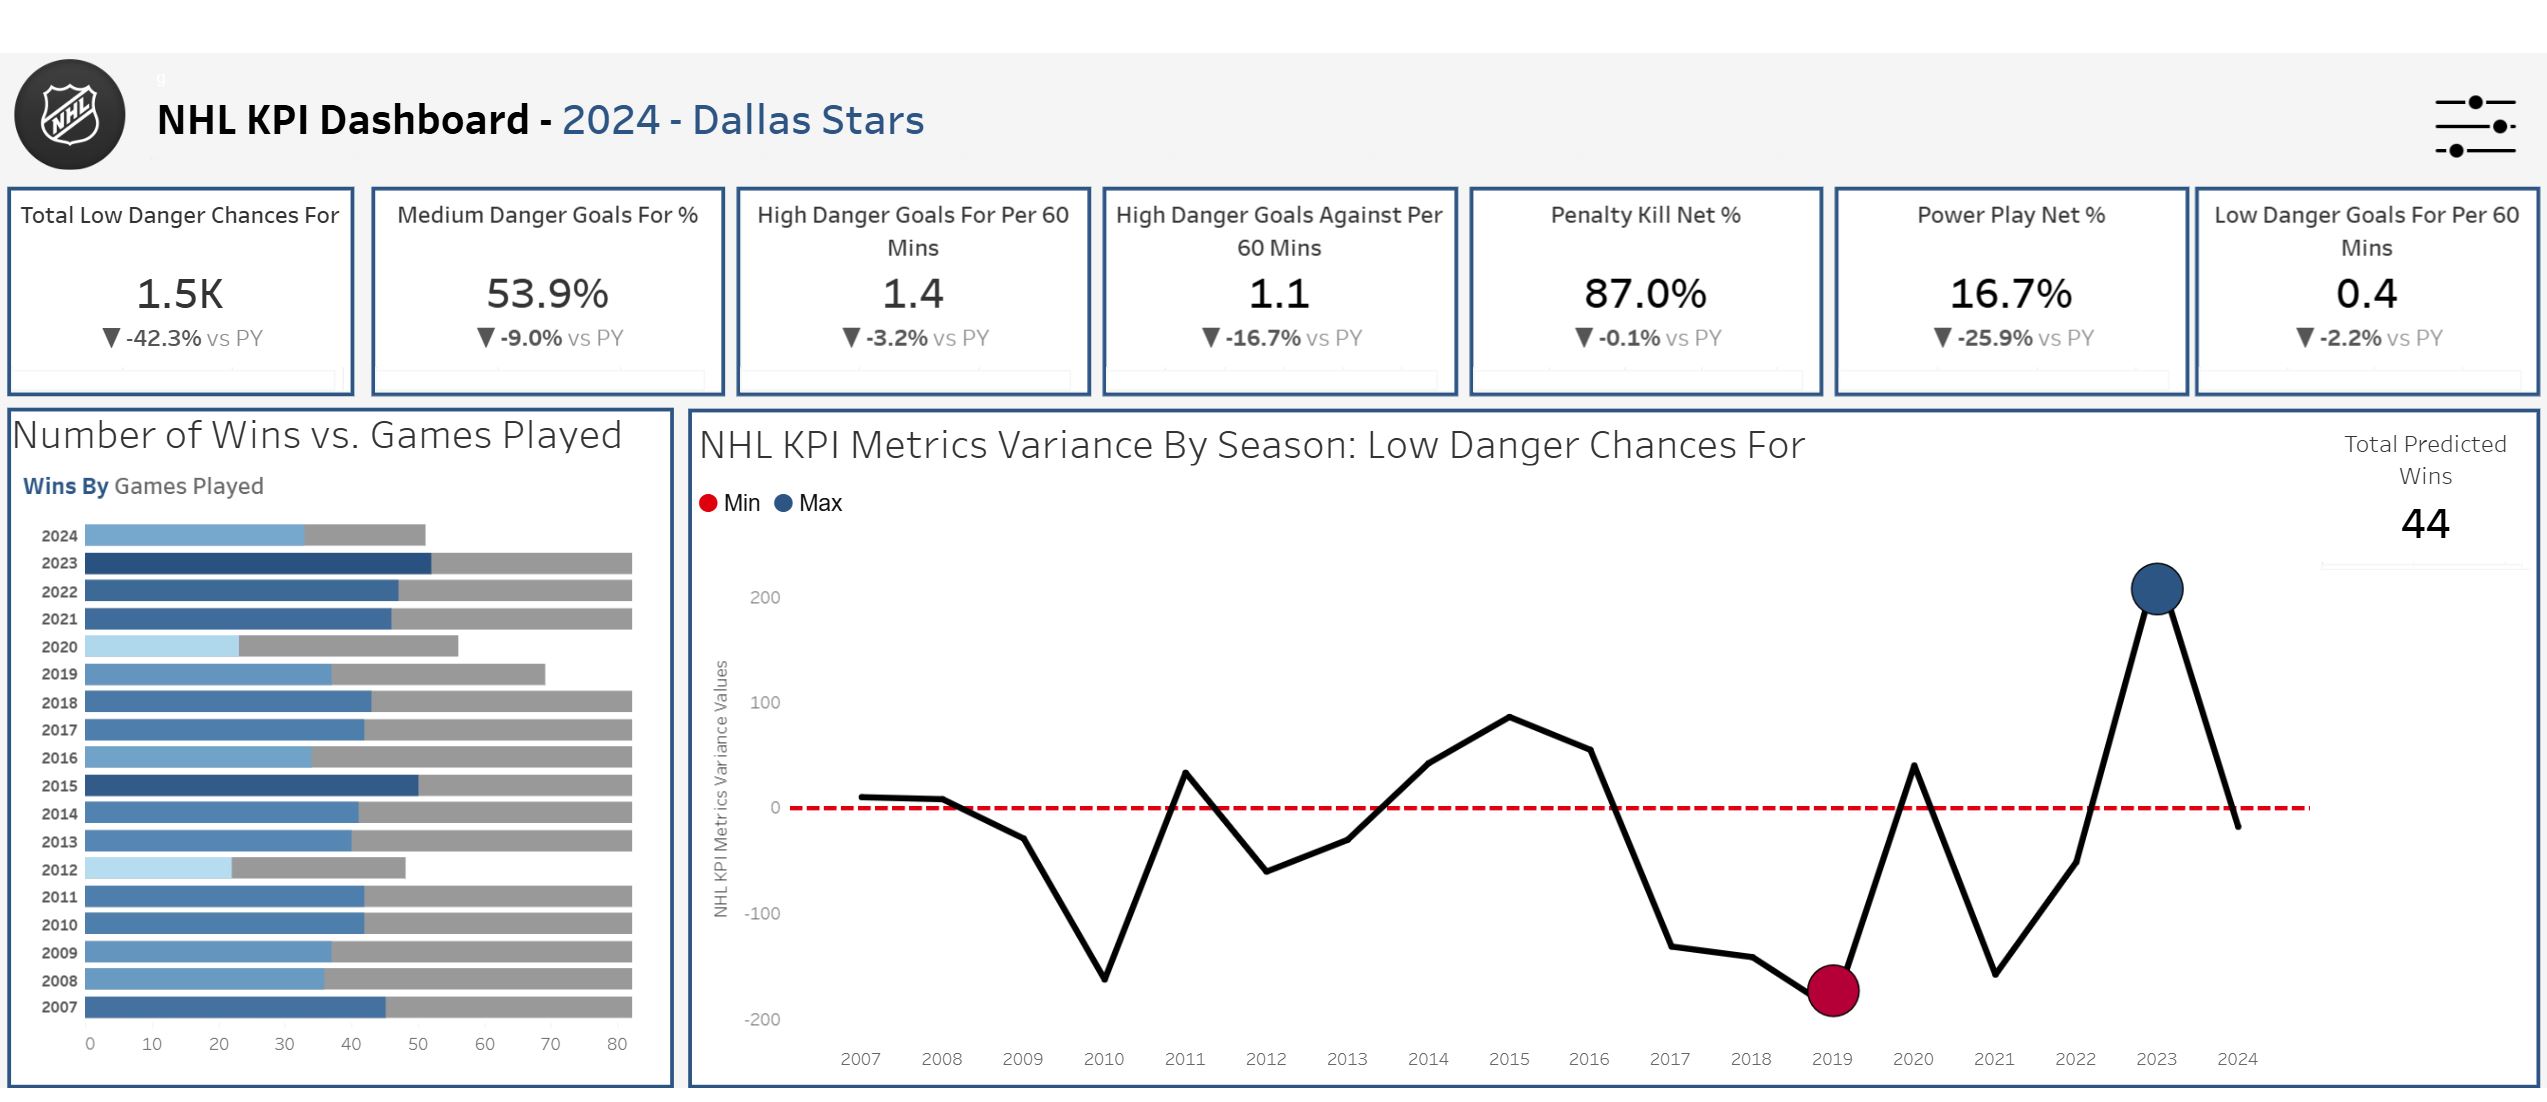 g
NHL
NHL KPI Dashboard - 2024 - Dallas Stars
Total Low Danger Chances For
1.5K
▼ -42.3% vs PY
Medium Danger Goals For %
53.9%
▼ -9.0% vs PY
High Danger Goals For Per 60
Mins
1.4
▼ -3.2% vs PY
High Danger Goals Against Per
60 Mins
1.1
▼ -16.7% vs PY
Penalty Kill Net %
87.0%
▼ -0.1% vs PY
Power Play Net %
16.7%
▼ -25.9% vs PY
Low Danger Goals For Per 60
Mins
0.4
▼ -2.2% vs PY
Number of Wins vs. Games Played
Wins By Games Played
2024
2023
2022
2021
2020
2019
2018
2017
2016
2015
2014
2013
2012
2011
2010
2009
2008
2007
0 10 20 30 40 50 60 70 80
NHL KPI Metrics Variance By Season: Low Danger Chances For
Min Max
Total Predicted
Wins
44
NHL KPI Metrics Variance Values
200
100
0
-100
-200
2007 2008 2009 2010 2011 2012 2013 2014 2015 2016 2017 2018 2019 2020 2021 2022 2023 2024